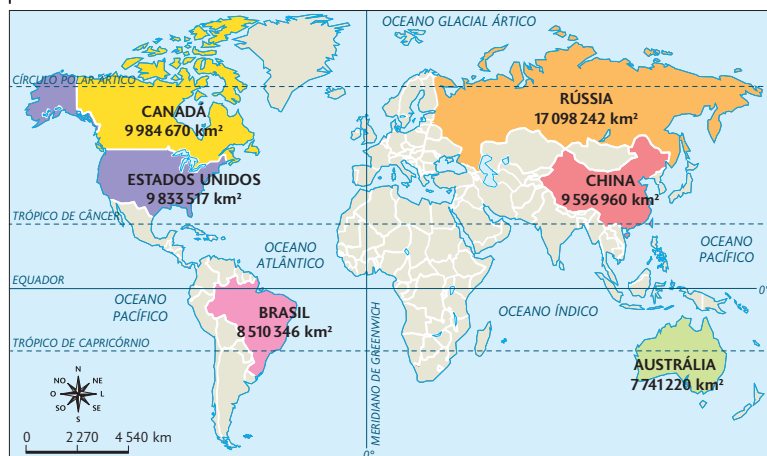 OCEANO GLACIAL ÁRTICO
CÍRCULO POLAR ÁRTICO
CANADÁ
9 984 670 km²
RÚSSIA
17 098 242 km²
ESTADOS UNIDOS
9 833 517 km²
CHINA
9 596 960 km²
TRÓPICO DE CÂNCER
OCEANO
ATLÂNTICO
OCEANO
PACÍFICO
EQUADOR
0°
OCEANO
PACÍFICO
BRASIL
8 510 346 km²
OCEANO ÍNDICO
MERIDIANO DE GREENWICH
TRÓPICO DE CAPRICÓRNIO
AUSTRÁLIA
7 741 220 km²
N
NO NE
O L
SO SE
S
0 2 270 4 540 km
0°